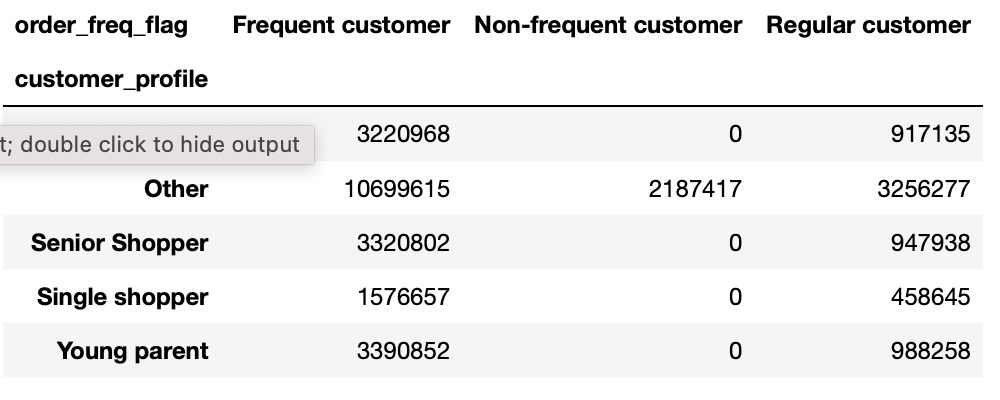 order_freq_flag Frequent customer Non-frequent customer Regular customer
customer_profile
t; double click to hide output 3220968 0 917135
Other 10699615 2187417 3256277
Senior Shopper 3320802 0 947938
Single shopper 1576657 0 458645
Young parent 3390852 0 988258